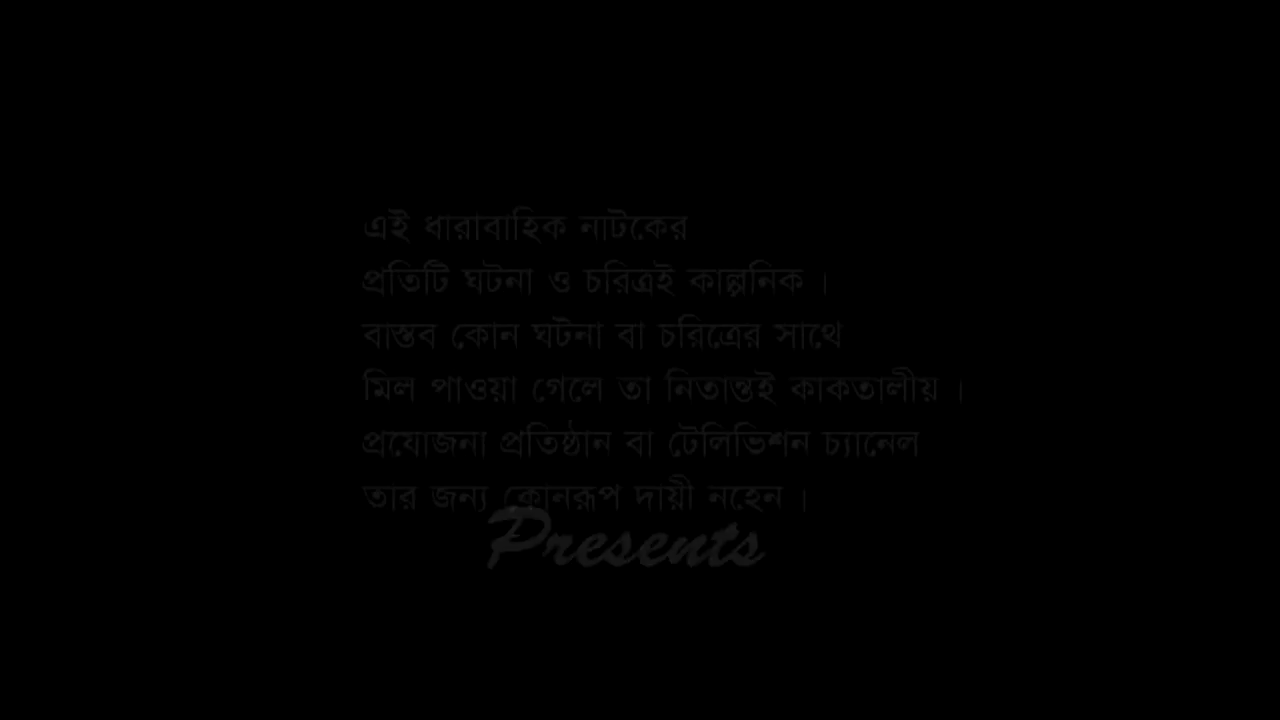 এই ধারাবাহিক নাটকের
প্রতিটি ঘটনা ও চরিত্রই কাল্পনিক ।
বাস্তব কোন ঘটনা বা চরিত্রের সাথে
মিল পাওয়া গেলে তা নিতান্তই কাকতালীয় ।
প্রযোজনা প্রতিষ্ঠান বা টেলিভিশন চ্যানেল
তার জন্য কোনরূপ দায়ী নহেন ।
Presents